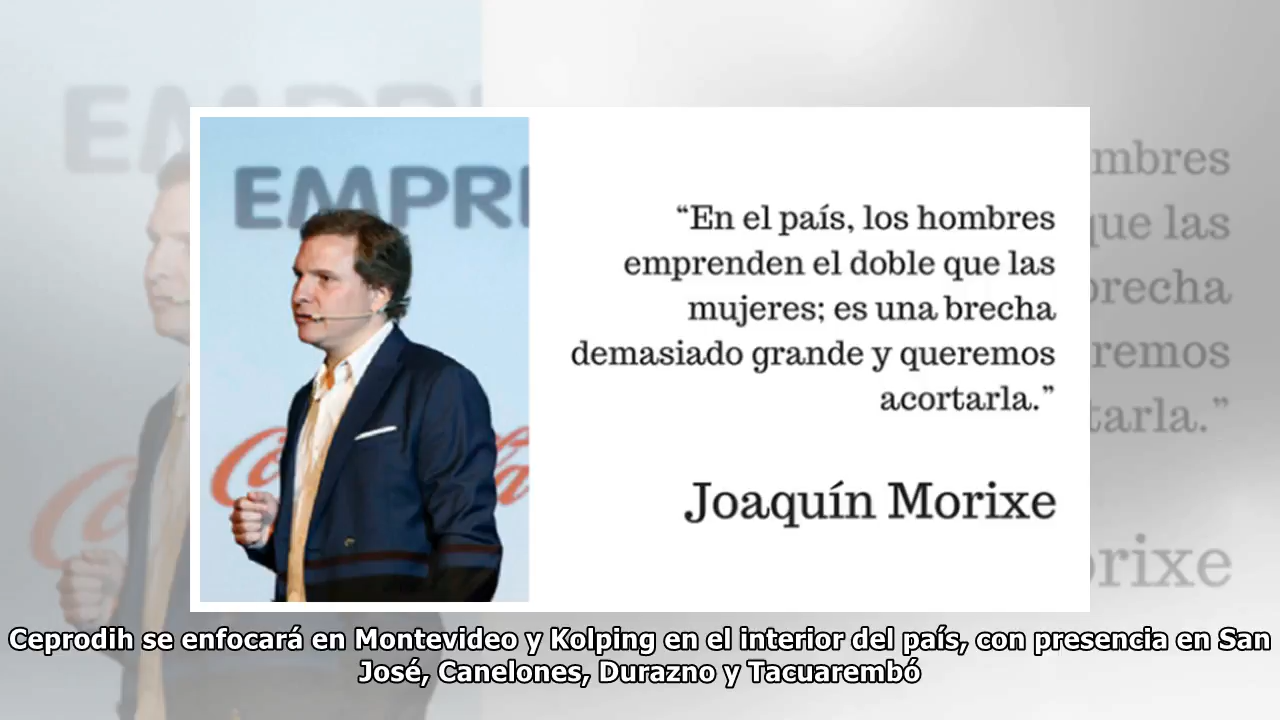 EMPR
“En el país, los hombres
emprenden el doble que las
mujeres; es una brecha
demasiado grande y queremos
acortarla.”
Joaquín Morixe
Ceprodih se enfocará en Montevideo y Kolping en el interior del país, con presencia en San
José, Canelones, Durazno y Tacuarembó